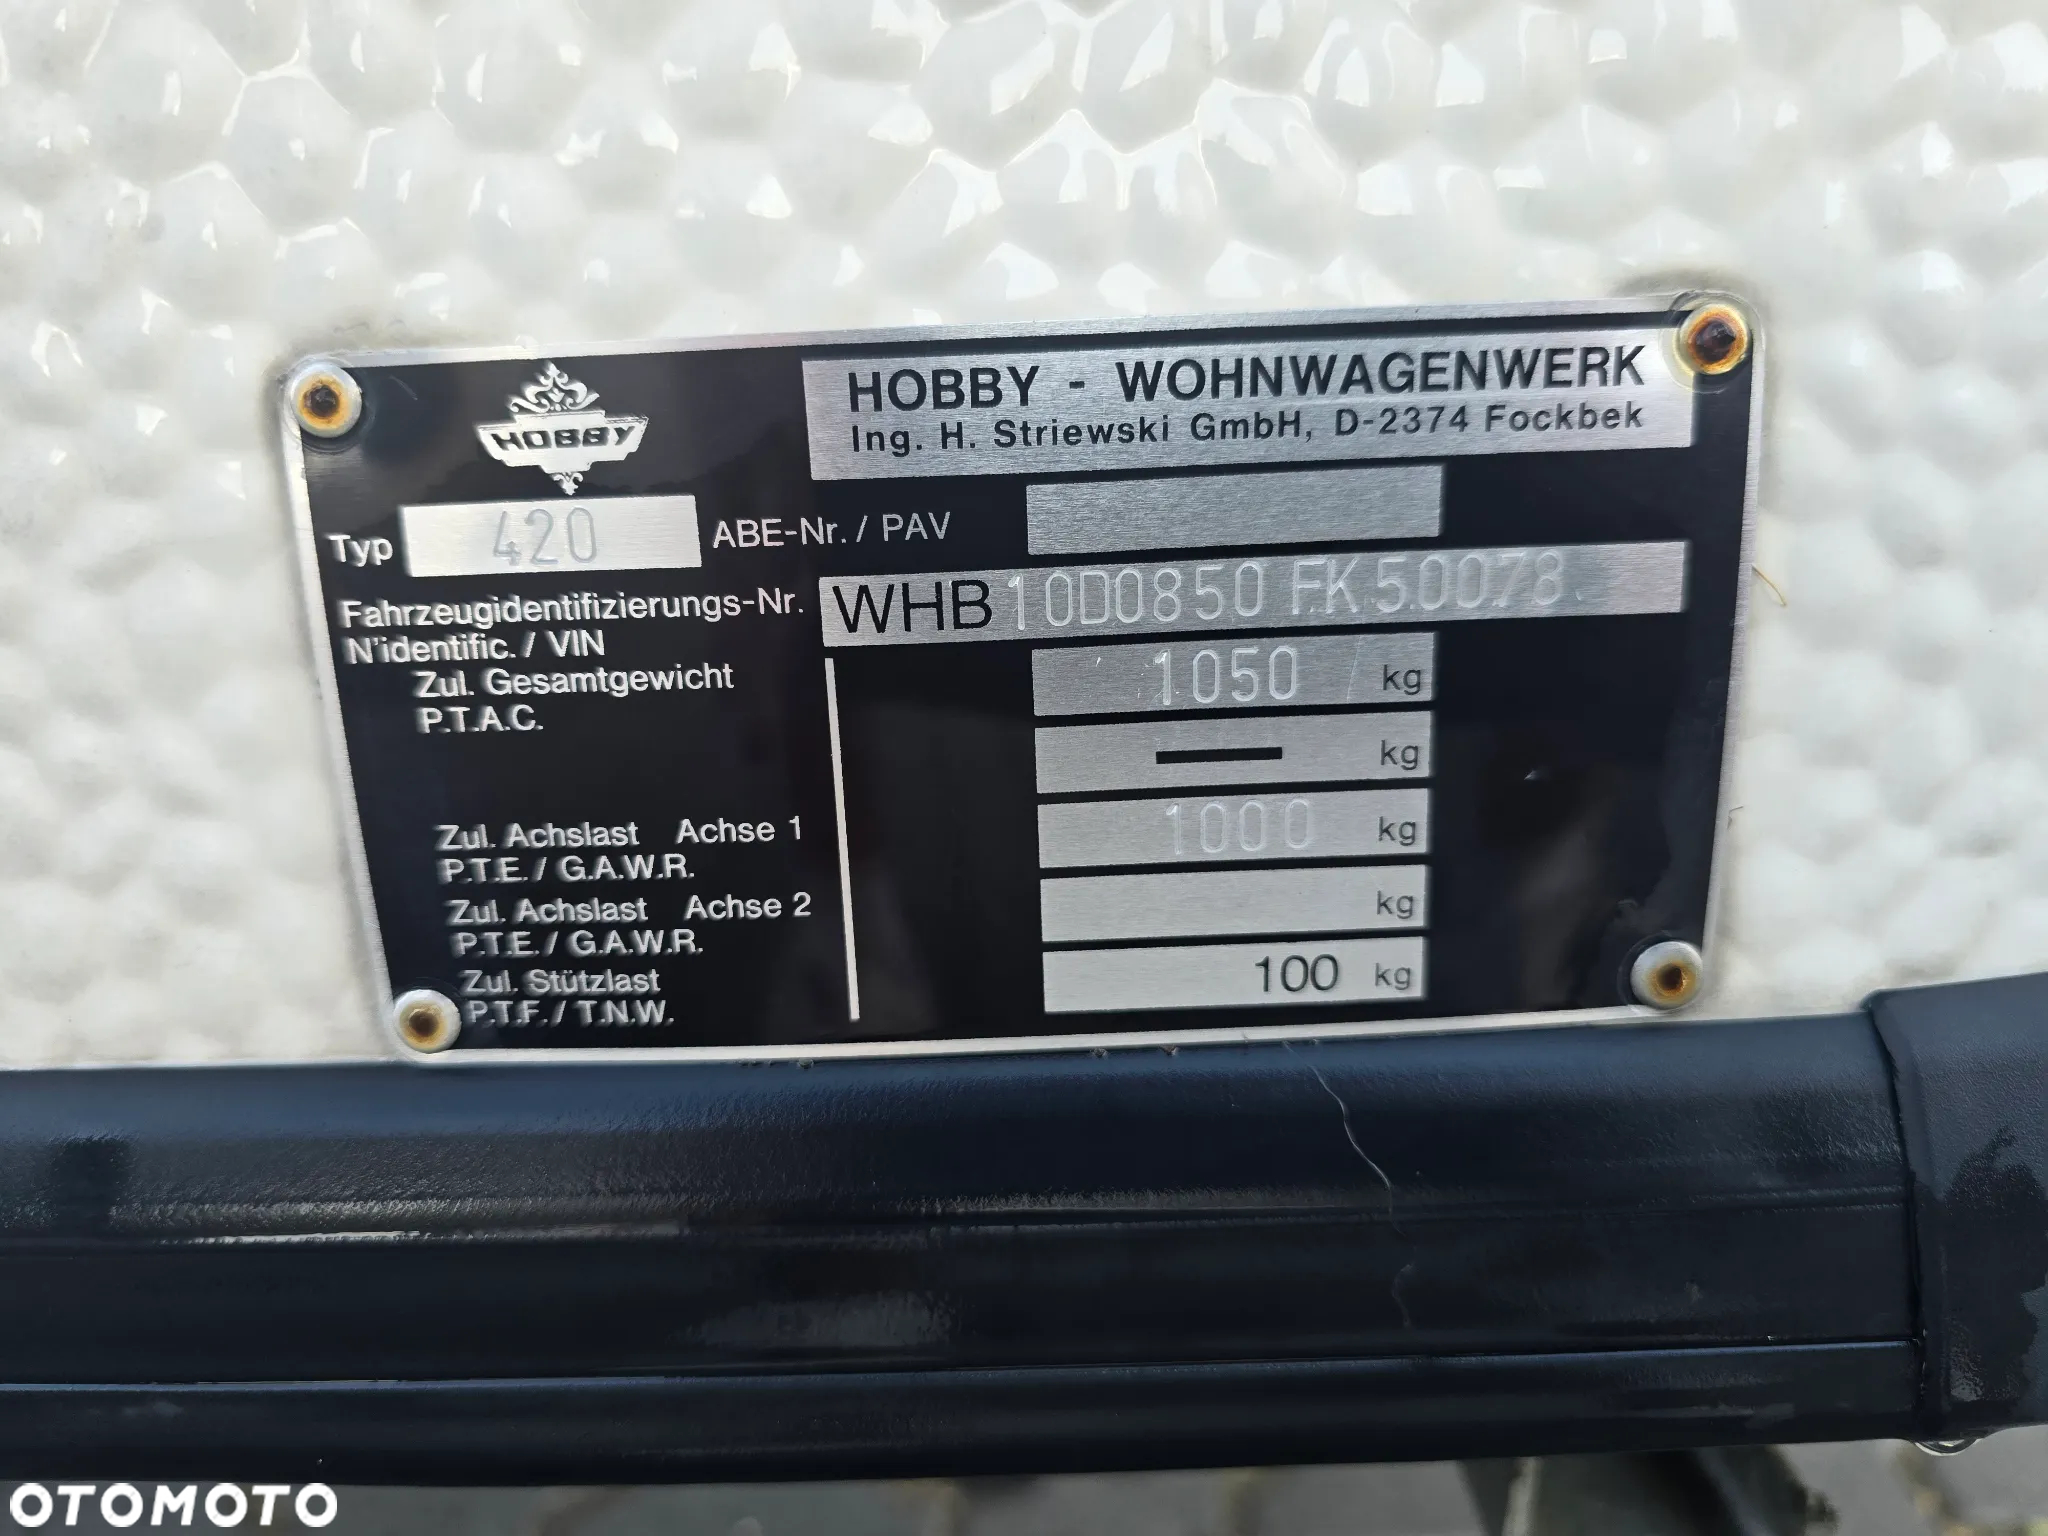 HOBBY
HOBBY - WOHNWAGENWERK
Ing. H. Striewski GmbH, D-2374 Fockbek
Typ 420 ABE-Nr. / PAV
Fahrzeugidentifizierungs-Nr. WHB10D0850FK50078
N'identific. / VIN
Zul. Gesamtgewicht 1050 kg
P.T.A.C.
— kg
Zul. Achslast Achse 1 1000 kg
P.T.E. / G.A.W.R.
Zul. Achslast Achse 2 kg
P.T.E. / G.A.W.R.
Zul. Stützlast 100 kg
P.T.F. / T.N.W.
OTOMOTO